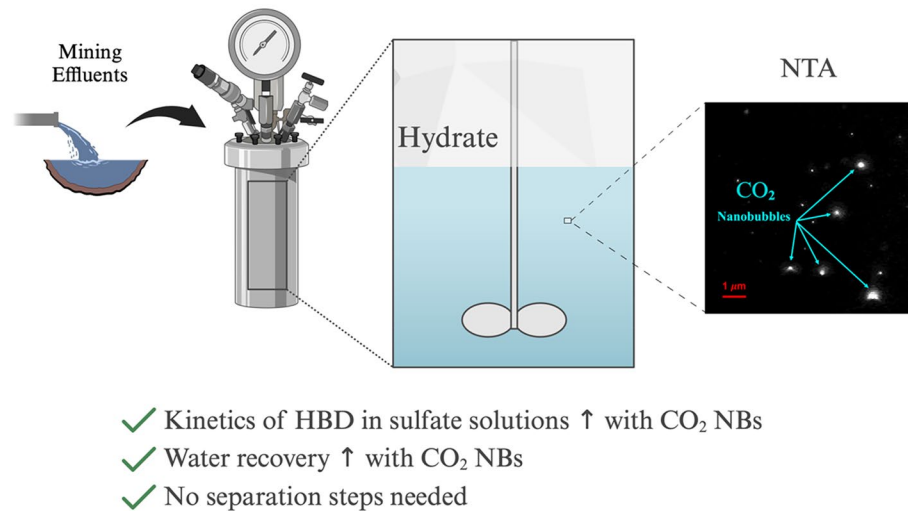 Mining
Effluents
Hydrate
NTA
CO₂
Nanobubbles
1 μm
Kinetics of HBD in sulfate solutions ↑ with CO₂ NBs
Water recovery ↑ with CO₂ NBs
No separation steps needed